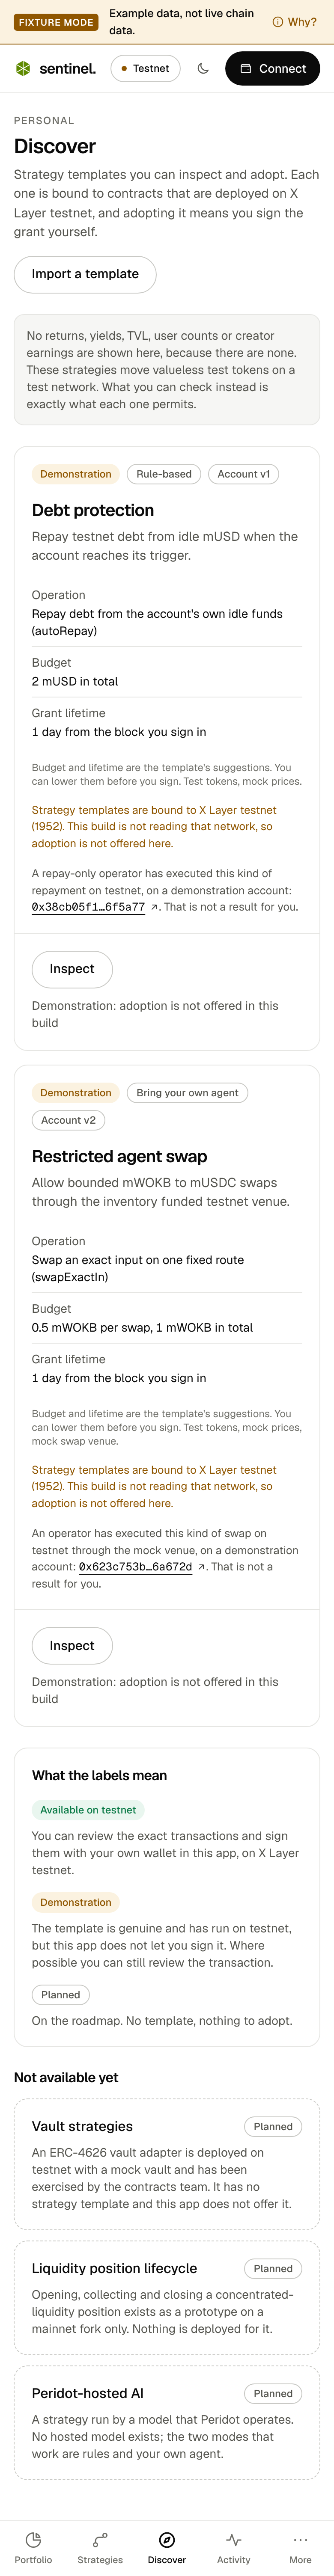 FIXTURE MODE
Example data, not live chain
data.
Why?
sentinel.
Testnet
Connect
PERSONAL
Discover
Strategy templates you can inspect and adopt. Each
one is bound to contracts that are deployed on X
Layer testnet, and adopting it means you sign the
grant yourself.
Import a template
No returns, yields, TVL, user counts or creator
earnings are shown here, because there are none.
These strategies move valueless test tokens on a
test network. What you can check instead is
exactly what each one permits.
Demonstration
Rule-based
Account v1
Debt protection
Repay testnet debt from idle mUSD when the
account reaches its trigger.
Operation
Repay debt from the account's own idle funds
(autoRepay)
Budget
2 mUSD in total
Grant lifetime
1 day from the block you sign in
Budget and lifetime are the template's suggestions. You
can lower them before you sign. Test tokens, mock prices.
Strategy templates are bound to X Layer testnet
(1952). This build is not reading that network, so
adoption is not offered here.
A repay-only operator has executed this kind of
repayment on testnet, on a demonstration account:
0x38cb05f1…6f5a77 ↗. That is not a result for you.
Inspect
Demonstration: adoption is not offered in this
build
Demonstration
Bring your own agent
Account v2
Restricted agent swap
Allow bounded mWOKB to mUSDC swaps
through the inventory funded testnet venue.
Operation
Swap an exact input on one fixed route
(swapExactIn)
Budget
0.5 mWOKB per swap, 1 mWOKB in total
Grant lifetime
1 day from the block you sign in
Budget and lifetime are the template's suggestions. You
can lower them before you sign. Test tokens, mock prices,
mock swap venue.
Strategy templates are bound to X Layer testnet
(1952). This build is not reading that network, so
adoption is not offered here.
An operator has executed this kind of swap on
testnet through the mock venue, on a demonstration
account: 0x623c753b…6a672d ↗. That is not a
result for you.
Inspect
Demonstration: adoption is not offered in this
build
What the labels mean
Available on testnet
You can review the exact transactions and sign
them with your own wallet in this app, on X Layer
testnet.
Demonstration
The template is genuine and has run on testnet,
but this app does not let you sign it. Where
possible you can still review the transaction.
Planned
On the roadmap. No template, nothing to adopt.
Not available yet
Vault strategies
Planned
An ERC-4626 vault adapter is deployed on
testnet with a mock vault and has been
exercised by the contracts team. It has no
strategy template and this app does not offer it.
Liquidity position lifecycle
Planned
Opening, collecting and closing a concentrated-
liquidity position exists as a prototype on a
mainnet fork only. Nothing is deployed for it.
Peridot-hosted AI
Planned
A strategy run by a model that Peridot operates.
No hosted model exists; the two modes that
work are rules and your own agent.
Portfolio
Strategies
Discover
Activity
More